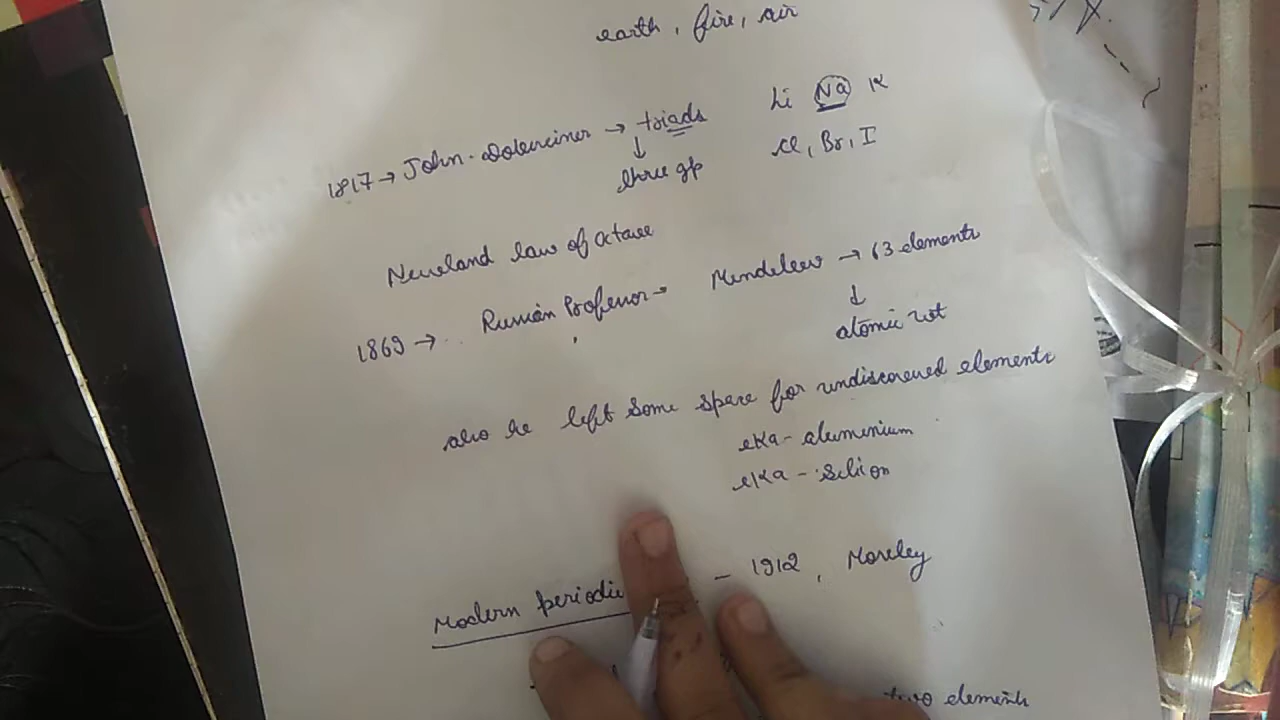 earth, fire, air
Li Na K
1817 → John. Dobereiner → triads
Cl, Br, I
↓
three gp
Newland law of octave
1869 → Russian Professor → Mendeleev → 63 elements
↓
atomic wt
also he left some space for undiscovered elements
eka - aluminium
eka - Silion
Modern periodic - 1912, Moseley
two elements